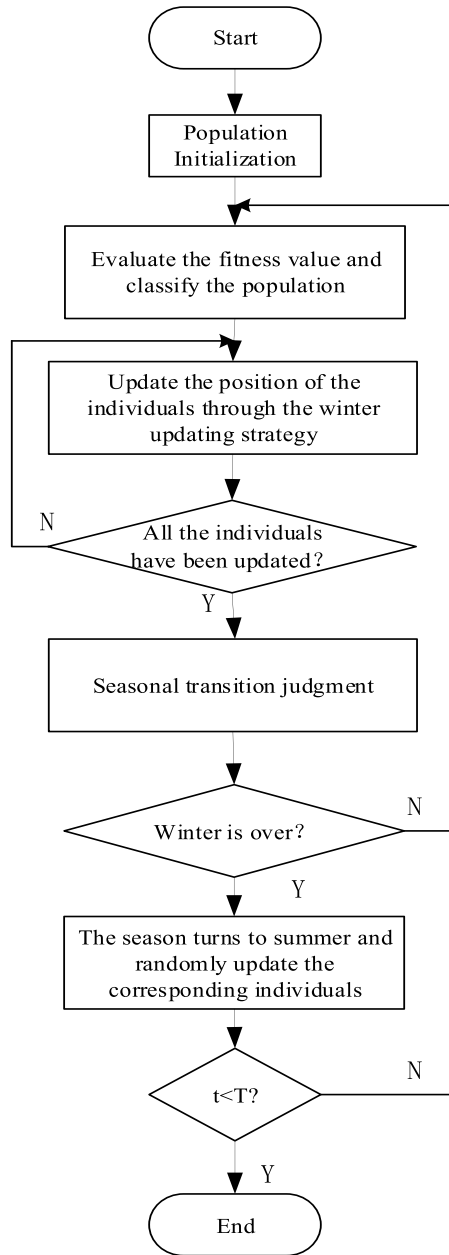 Start
Population
Initialization
Evaluate the fitness value and
classify the population
Update the position of the
individuals through the winter
updating strategy
N
All the individuals
have been updated?
Y
Seasonal transition judgment
N
Winter is over?
Y
The season turns to summer and
randomly update the
corresponding individuals
N
t<T?
Y
End